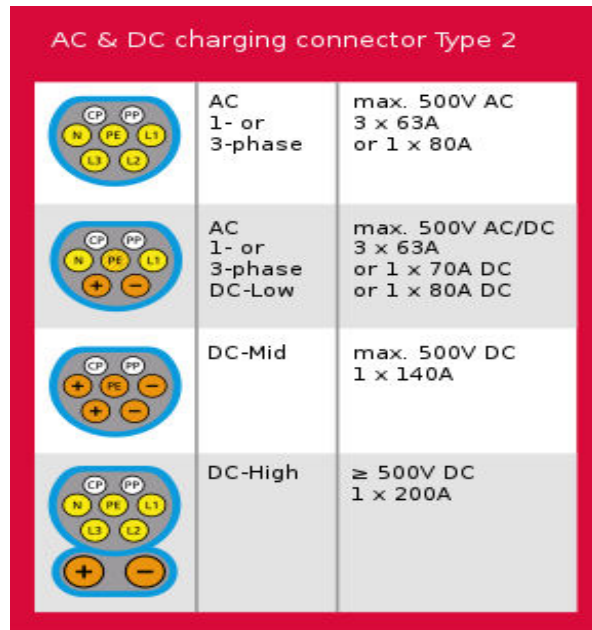 AC & DC charging connector Type 2
CP PP
N PE L1
L3 L2
AC
1- or
3-phase
max. 500V AC
3 x 63A
or 1 x 80A
CP PP
N PE L1
+ −
AC
1- or
3-phase
DC-Low
max. 500V AC/DC
3 x 63A
or 1 x 70A DC
or 1 x 80A DC
CP PP
+ PE −
+ −
DC-Mid
max. 500V DC
1 x 140A
CP PP
N PE L1
L3 L2
+ −
DC-High
≥ 500V DC
1 x 200A